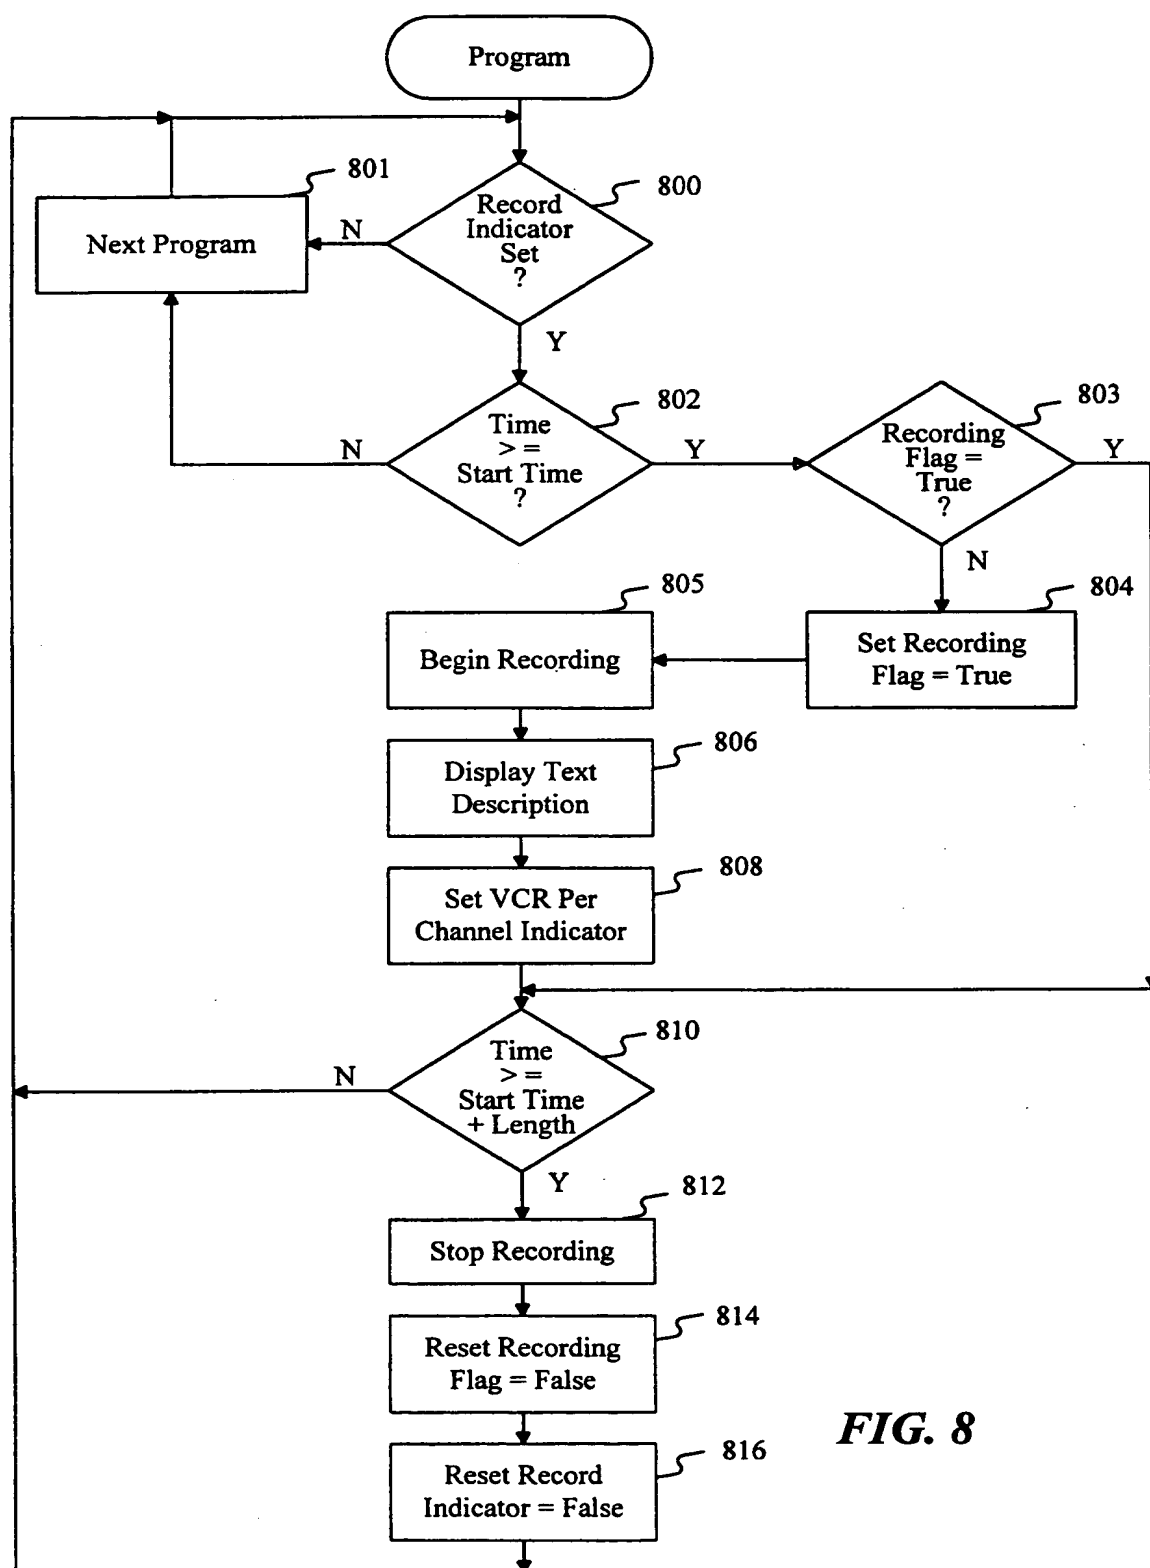 Program
801
800
Record
Indicator
Set
?
N
Next Program
Y
802
803
Time
> =
Start Time
?
N
Y
Recording
Flag =
True
?
Y
N
805
804
Begin Recording
Set Recording
Flag = True
806
Display Text
Description
808
Set VCR Per
Channel Indicator
810
Time
> =
Start Time
+ Length
N
Y
812
Stop Recording
814
Reset Recording
Flag = False
FIG. 8
816
Reset Record
Indicator = False